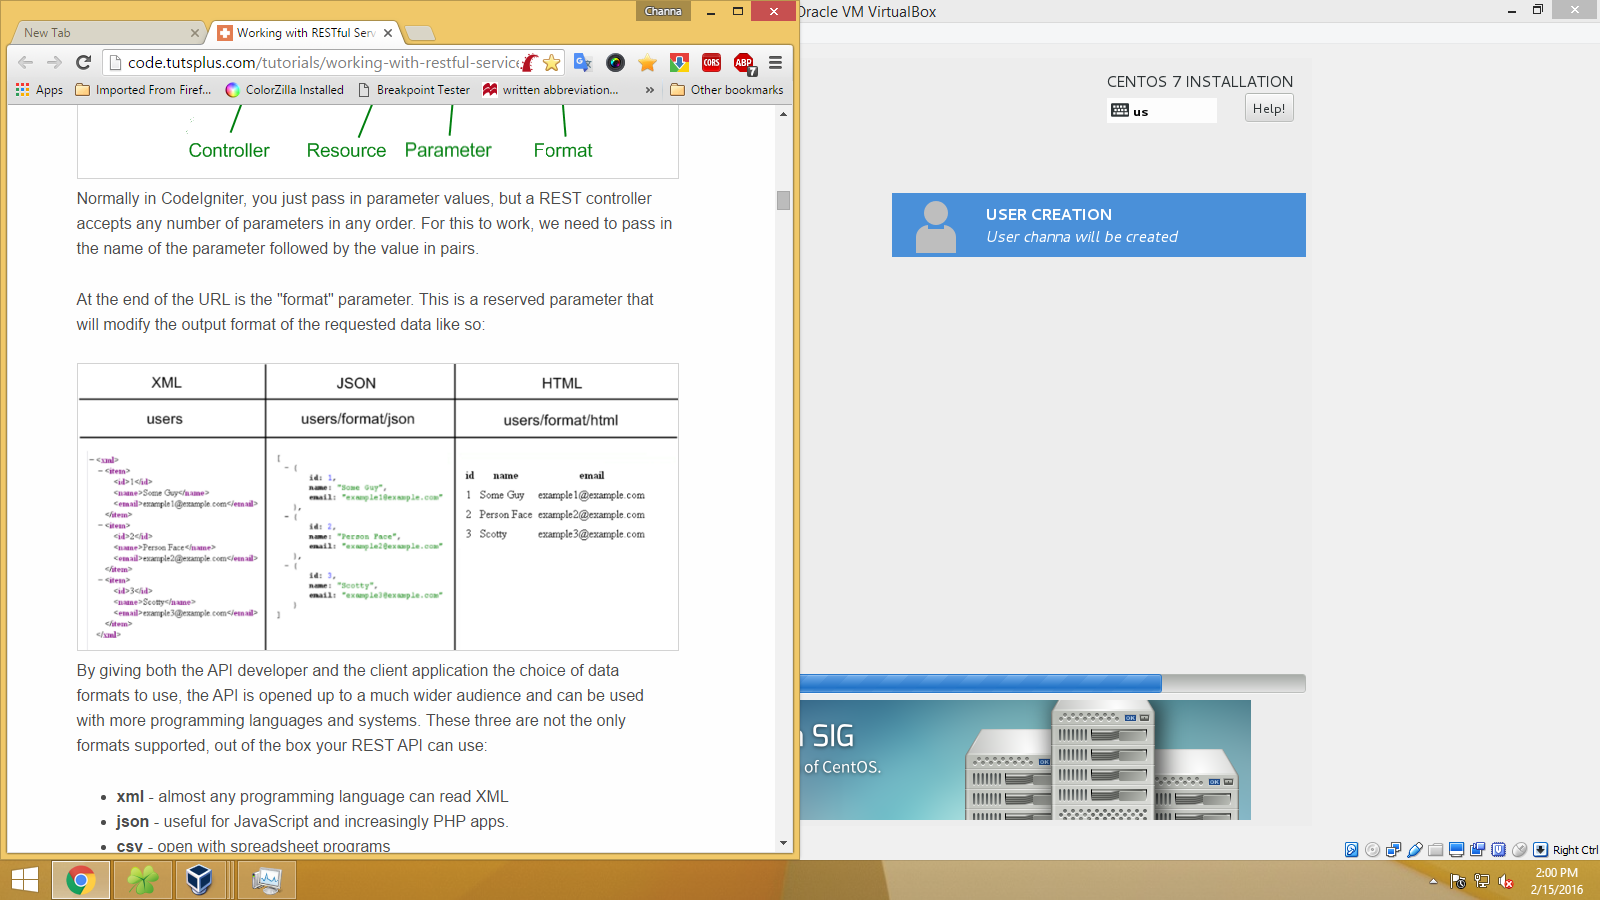 Channa
New Tab
Working with RESTful Serv
code.tutsplus.com/tutorials/working-with-restful-service
CORS
ABP
7
Apps
Imported From Firef...
ColorZilla Installed
Breakpoint Tester
written abbreviation...
»
Other bookmarks
Controller Resource Parameter Format
Normally in CodeIgniter, you just pass in parameter values, but a REST controller
accepts any number of parameters in any order. For this to work, we need to pass in
the name of the parameter followed by the value in pairs.
At the end of the URL is the "format" parameter. This is a reserved parameter that
will modify the output format of the requested data like so:
XML JSON HTML
users users/format/json users/format/html
−<xml>
−<item>
<id>1</id>
<name>Some Guy</name>
<email>example1@example.com</email>
</item>
−<item>
<id>2</id>
<name>Person Face</name>
<email>example2@example.com</email>
</item>
−<item>
<id>3</id>
<name>Scotty</name>
<email>example3@example.com</email>
</item>
</xml>
[
− {
id: 1,
name: "Some Guy",
email: "example1@example.com"
},
− {
id: 2,
name: "Person Face",
email: "example2@example.com"
},
− {
id: 3,
name: "Scotty",
email: "example3@example.com"
}
]
id name email
1 Some Guy example1@example.com
2 Person Face example2@example.com
3 Scotty example3@example.com
By giving both the API developer and the client application the choice of data
formats to use, the API is opened up to a much wider audience and can be used
with more programming languages and systems. These three are not the only
formats supported, out of the box your REST API can use:
• xml - almost any programming language can read XML
• json - useful for JavaScript and increasingly PHP apps.
• csv - open with spreadsheet programs
Oracle VM VirtualBox
CENTOS 7 INSTALLATION
us
Help!
USER CREATION
User channa will be created
SIG
of CentOS.
OK
OK
OK
Right Ctrl
2:00 PM
2/15/2016